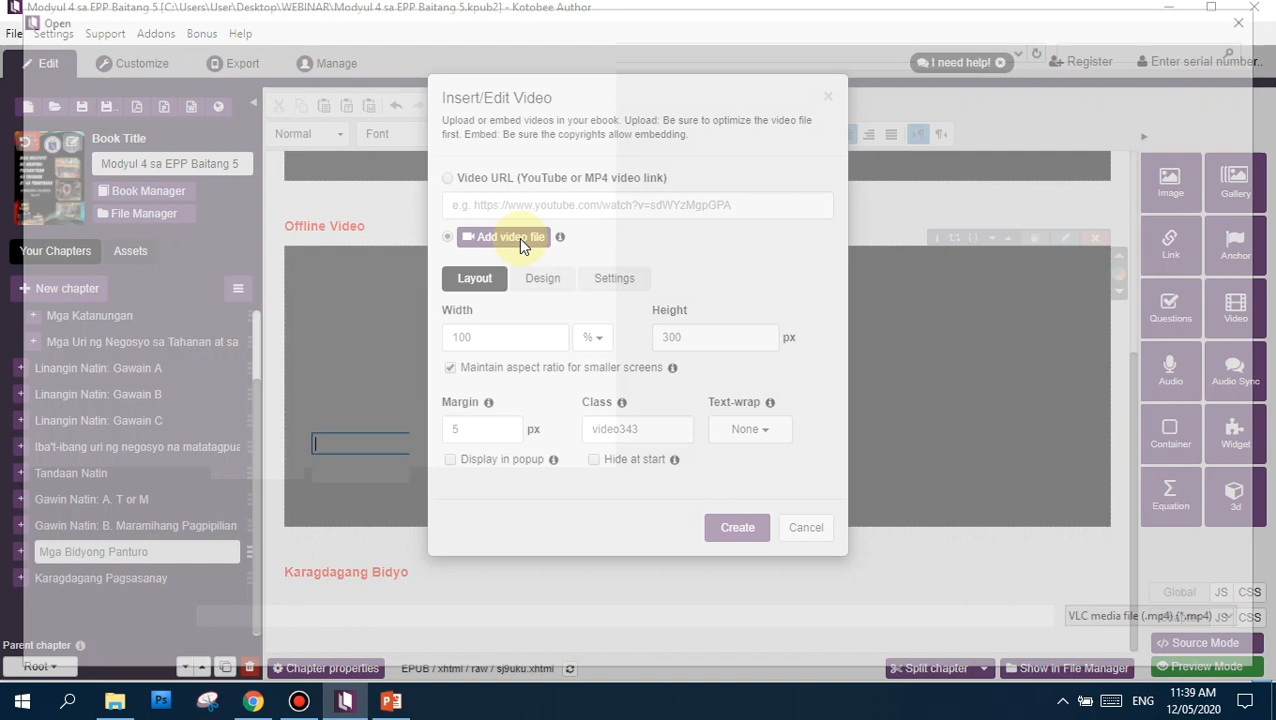 Modyul 4 sa EPP Baitang 5 [C:\Users\User\Desktop\WEBINAR\Modyul 4 sa EPP Baitang 5.kpub2] - Kotobee Author
Open
File Settings Support Addons Bonus Help
Edit Customize Export Manage
I need help! Register Enter serial number..
Normal Font
Book Title
Modyul 4 sa EPP Baitang 5
Book Manager
File Manager
Your Chapters Assets
New chapter
Mga Katanungan
Mga Uri ng Negosyo sa Tahanan at sa
Linangin Natin: Gawain A
Linangin Natin: Gawain B
Linangin Natin: Gawain C
Iba't-ibang uri ng negosyo na matatagpua
Tandaan Natin
Gawin Natin: A. T or M
Gawin Natin: B. Maramihang Pagpipilian
Mga Bidyong Panturo
Karagdagang Pagsasanay
Parent chapter
Root
Offline Video
Karagdagang Bidyo
Insert/Edit Video
Upload or embed videos in your ebook. Upload: Be sure to optimize the video file
first. Embed: Be sure the copyrights allow embedding.
Video URL (YouTube or MP4 video link)
e.g. https://www.youtube.com/watch?v=sdWYzMgpGPA
Add video file
Layout Design Settings
Width Height
100 % 300 px
Maintain aspect ratio for smaller screens
Margin Class Text-wrap
5 px video343 None
Display in popup Hide at start
Create Cancel
Image Gallery
Link Anchor
Questions Video
Audio Audio Sync
Container Widget
Equation 3d
Global JS CSS
VLC media file (.mp4) (*.mp4) JS CSS
Source Mode
Preview Mode
Chapter properties EPUB / xhtml / raw / sj9uku.xhtml Split chapter Show in File Manager
Ps
ENG
11:39 AM
12/05/2020